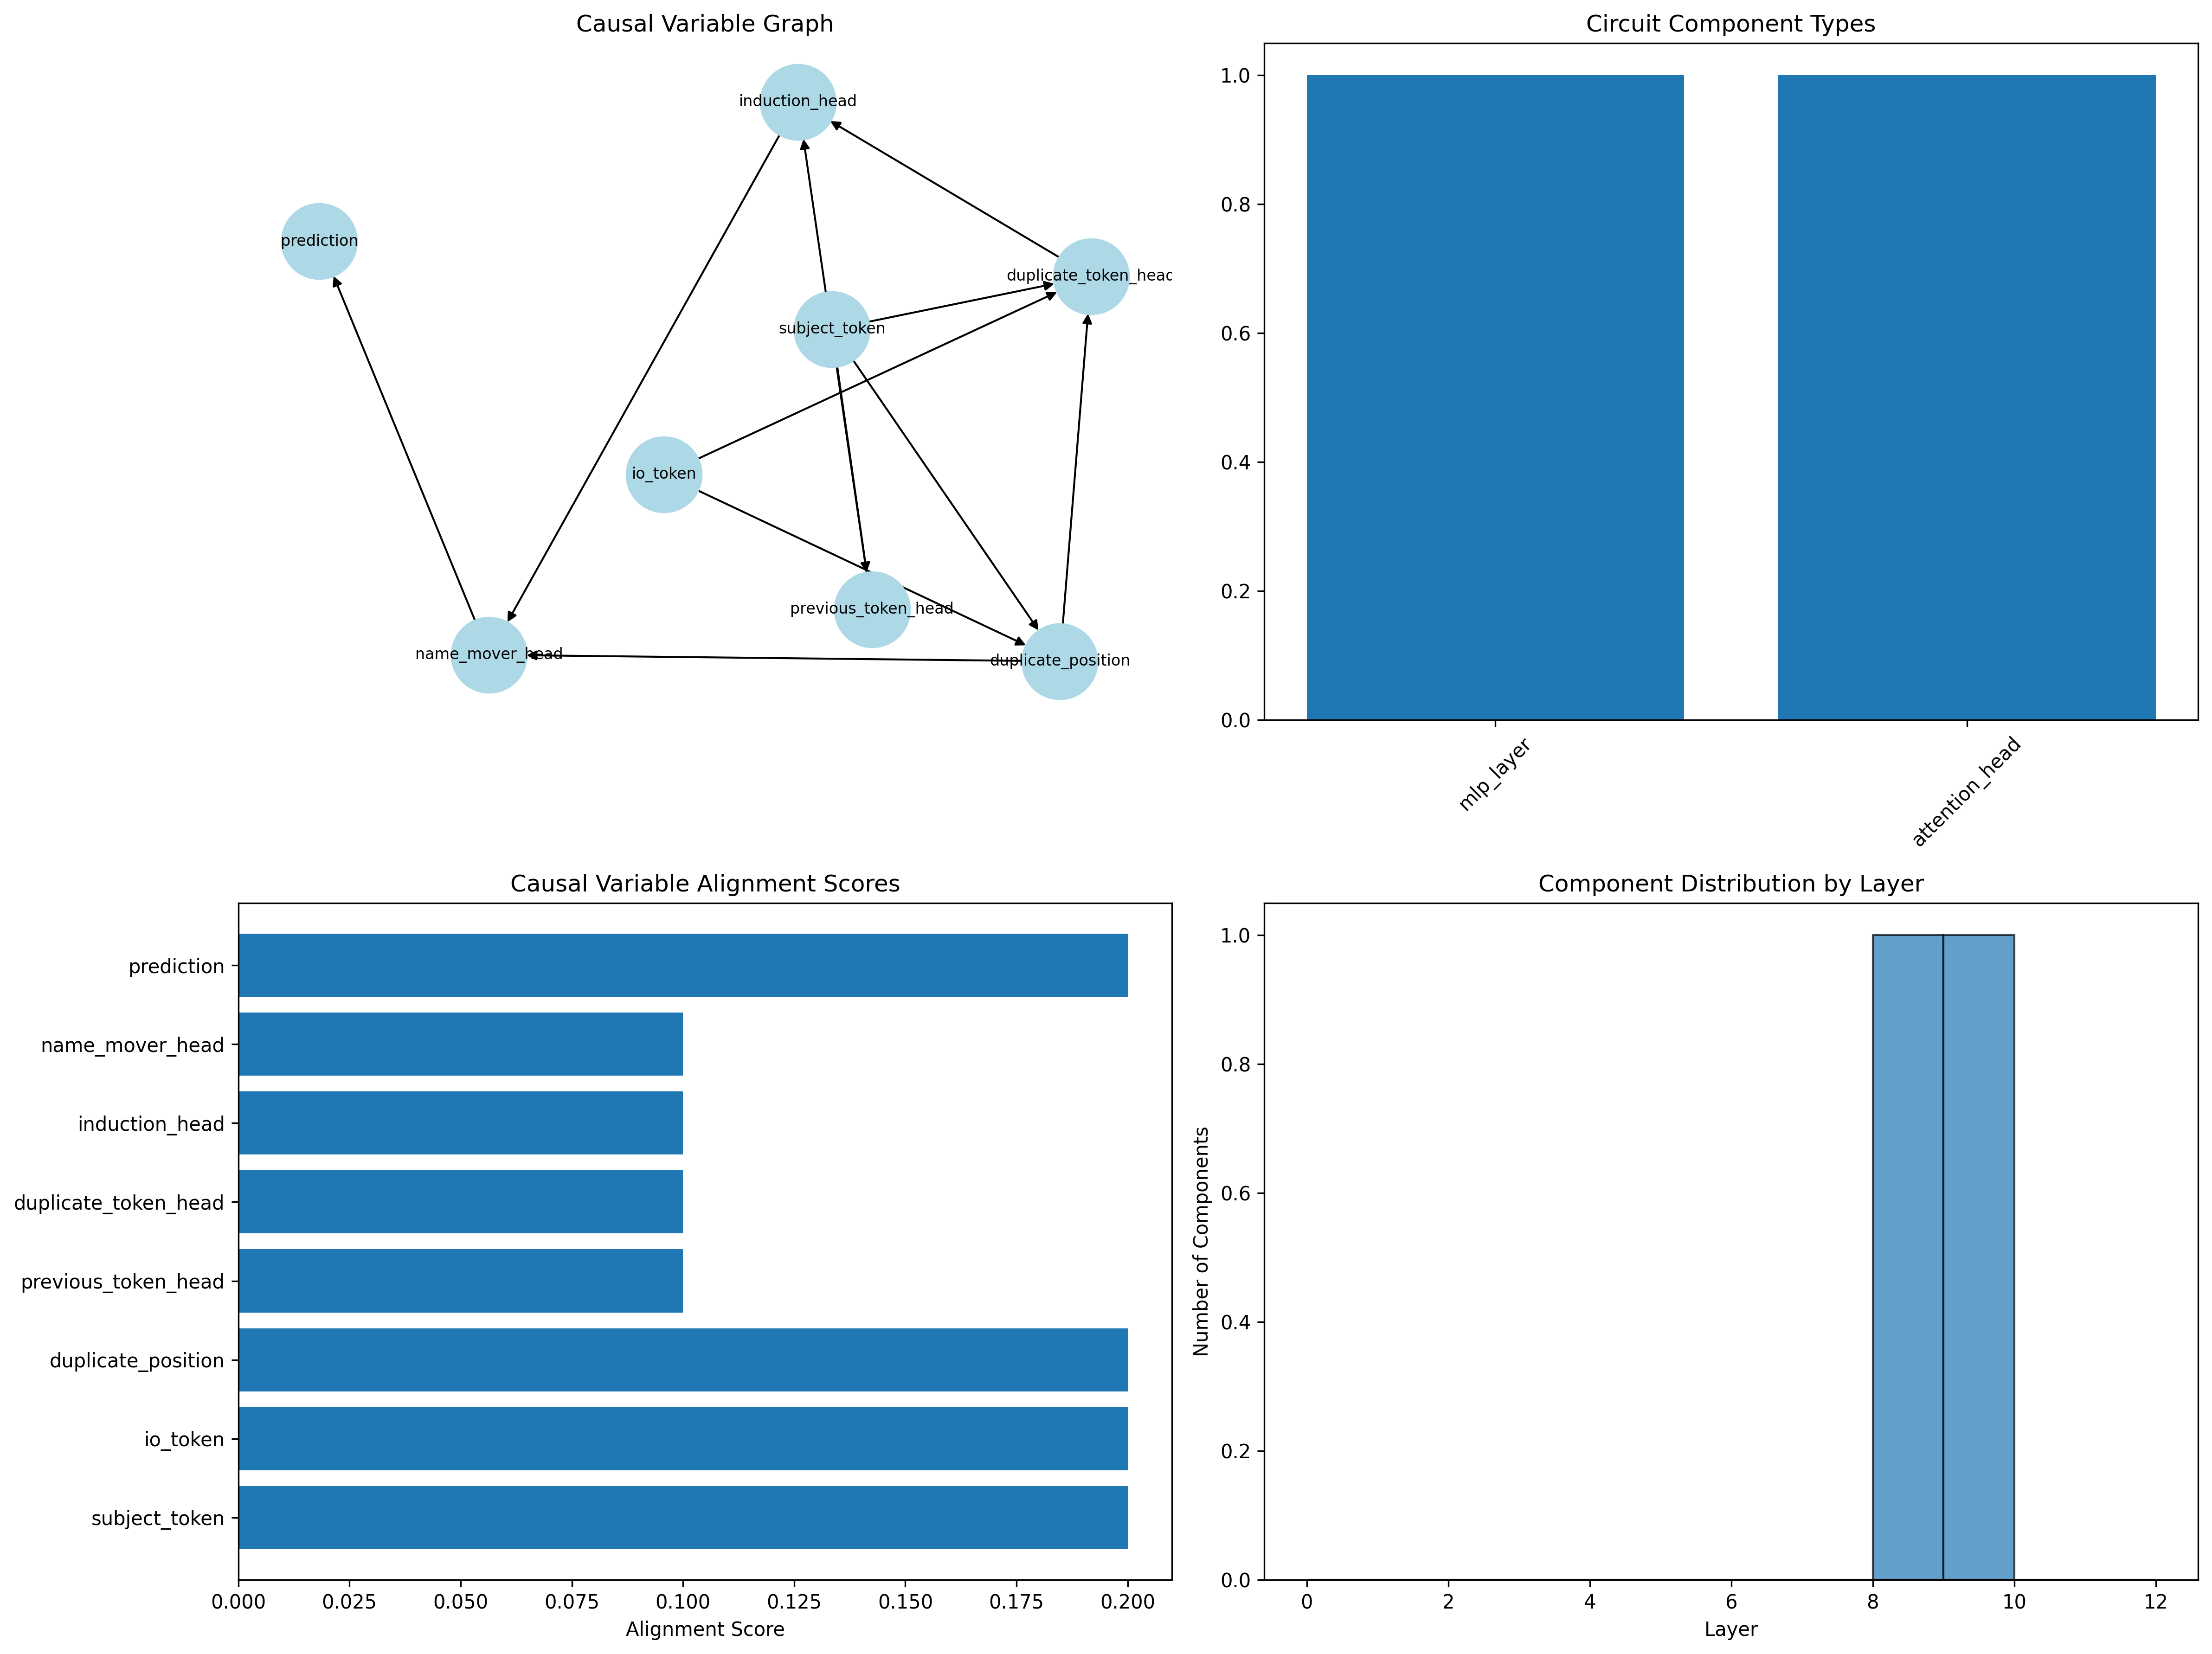 Causal Variable Graph
induction_head
prediction
duplicate_token_head
subject_token
io_token
previous_token_head
name_mover_head
duplicate_position
Circuit Component Types
1.0
0.8
0.6
0.4
0.2
0.0
mlp_layer
attention_head
Causal Variable Alignment Scores
prediction
name_mover_head
induction_head
duplicate_token_head
previous_token_head
duplicate_position
io_token
subject_token
0.000 0.025 0.050 0.075 0.100 0.125 0.150 0.175 0.200
Alignment Score
Component Distribution by Layer
Number of Components
1.0
0.8
0.6
0.4
0.2
0.0
0 2 4 6 8 10 12
Layer